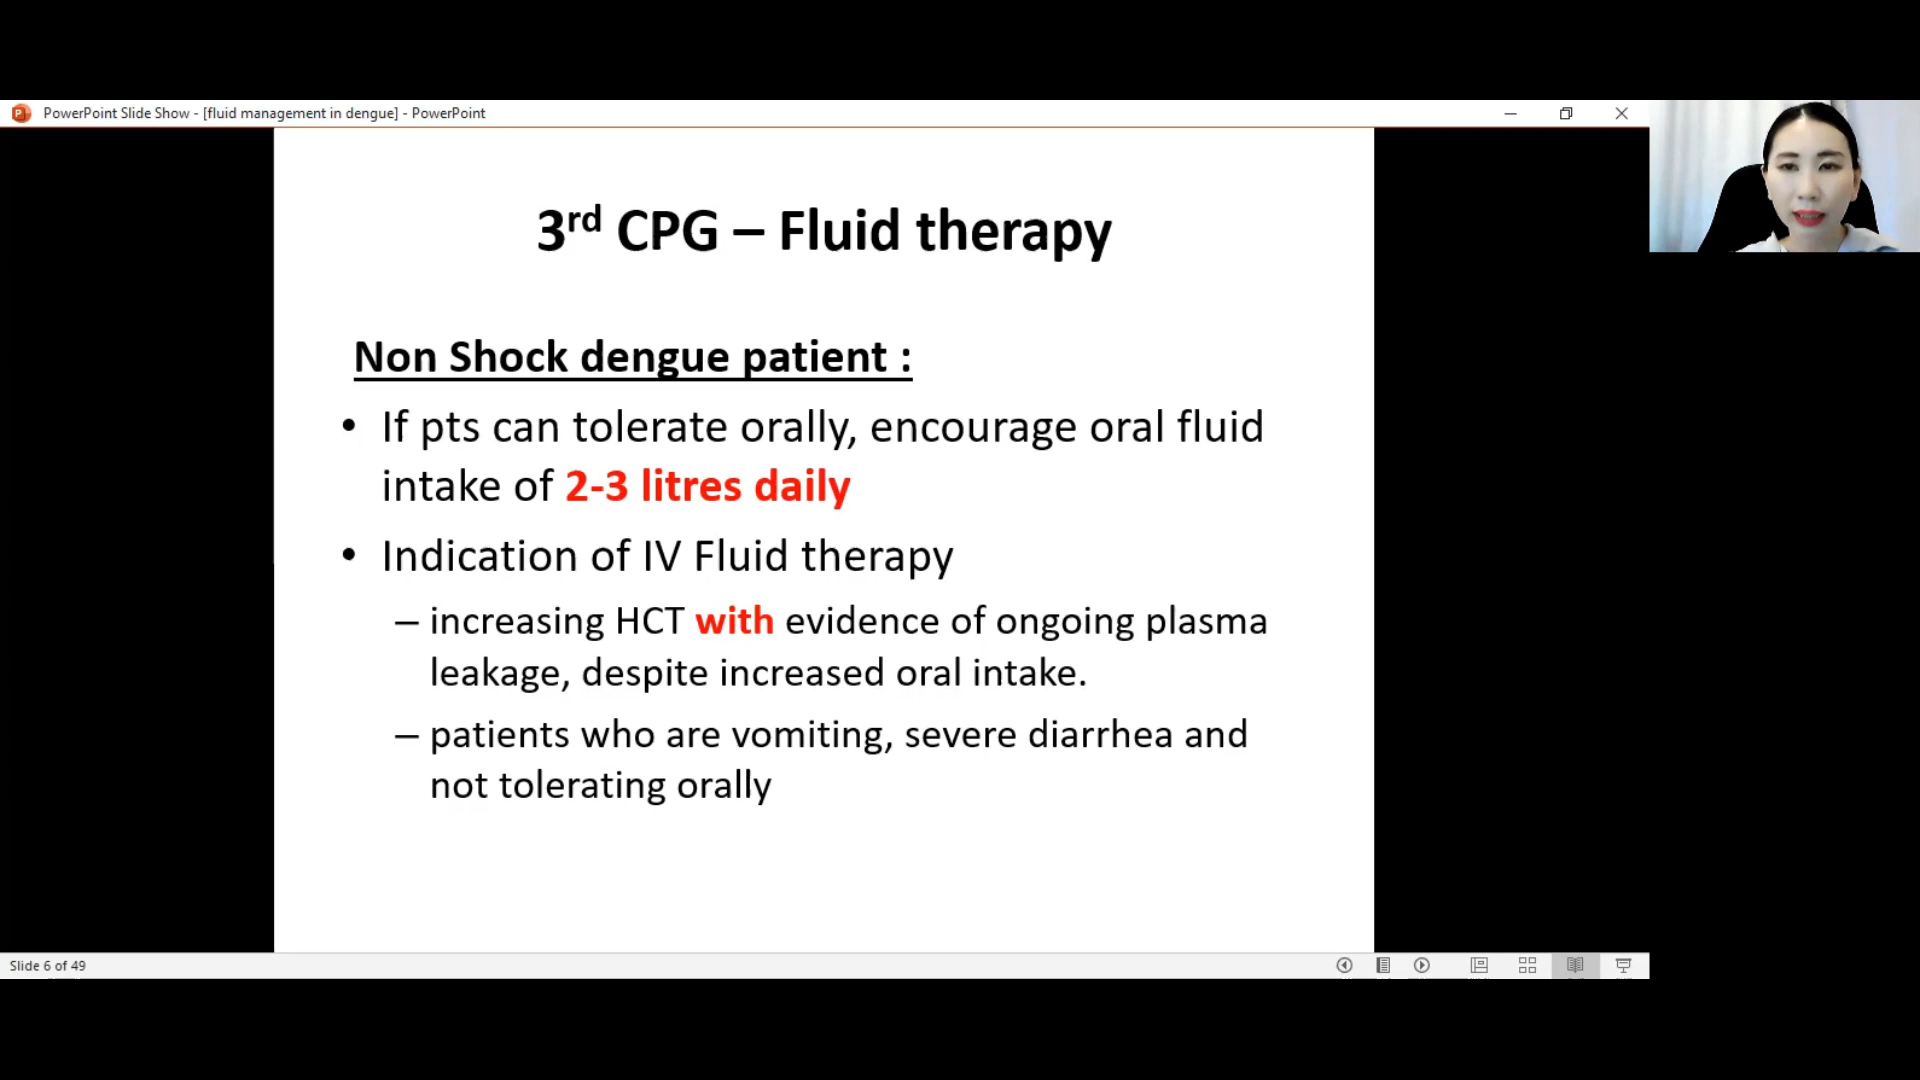 PowerPoint Slide Show - [fluid management in dengue] - PowerPoint
3rd CPG – Fluid therapy
Non Shock dengue patient :
• If pts can tolerate orally, encourage oral fluid
intake of 2-3 litres daily
• Indication of IV Fluid therapy
– increasing HCT with evidence of ongoing plasma
leakage, despite increased oral intake.
– patients who are vomiting, severe diarrhea and
not tolerating orally
Slide 6 of 49